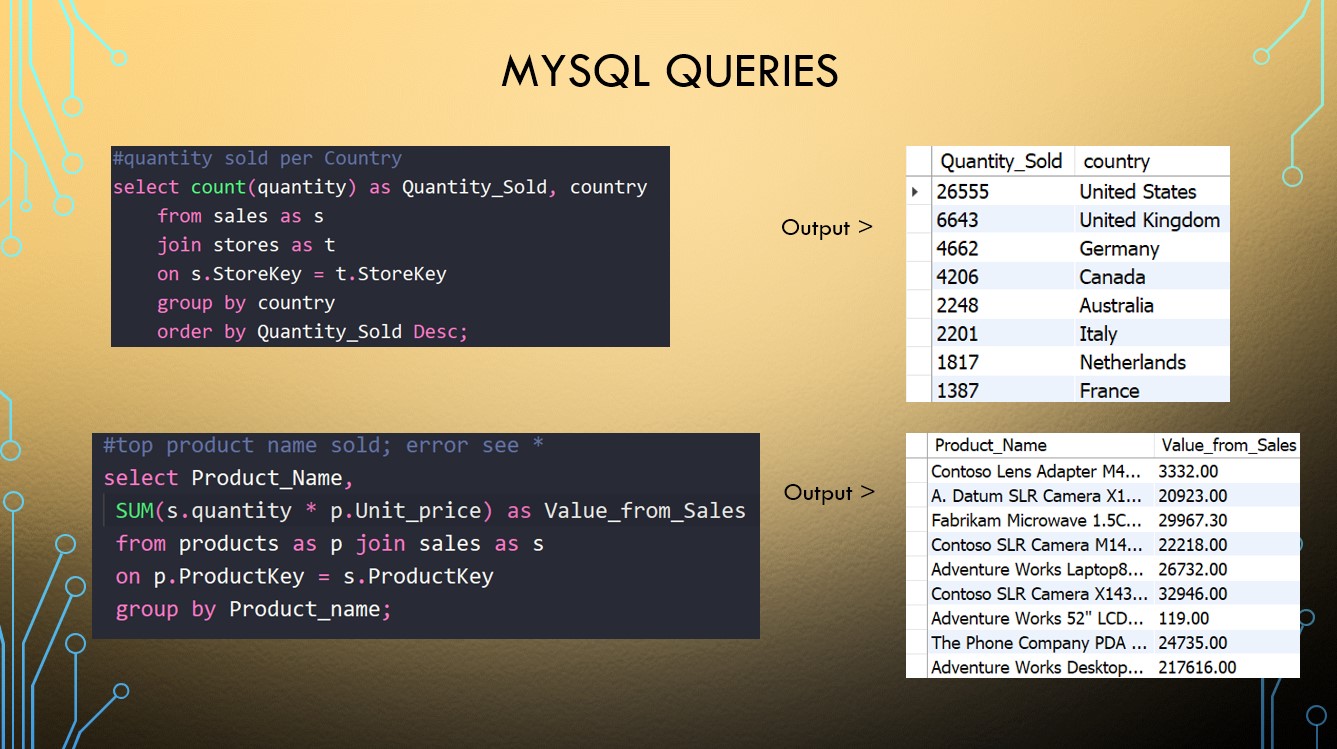 MYSQL QUERIES
#quantity sold per Country
select count(quantity) as Quantity_Sold, country
from sales as s
join stores as t
on s.StoreKey = t.StoreKey
group by country
order by Quantity_Sold Desc;
Output >
Quantity_Sold country
26555 United States
6643 United Kingdom
4662 Germany
4206 Canada
2248 Australia
2201 Italy
1817 Netherlands
1387 France
#top product name sold; error see *
select Product_Name,
SUM(s.quantity * p.Unit_price) as Value_from_Sales
from products as p join sales as s
on p.ProductKey = s.ProductKey
group by Product_name;
Output >
Product_Name Value_from_Sales
Contoso Lens Adapter M4... 3332.00
A. Datum SLR Camera X1... 20923.00
Fabrikam Microwave 1.5C... 29967.30
Contoso SLR Camera M14... 22218.00
Adventure Works Laptop8... 26732.00
Contoso SLR Camera X143... 32946.00
Adventure Works 52" LCD... 119.00
The Phone Company PDA ... 24735.00
Adventure Works Desktop... 217616.00